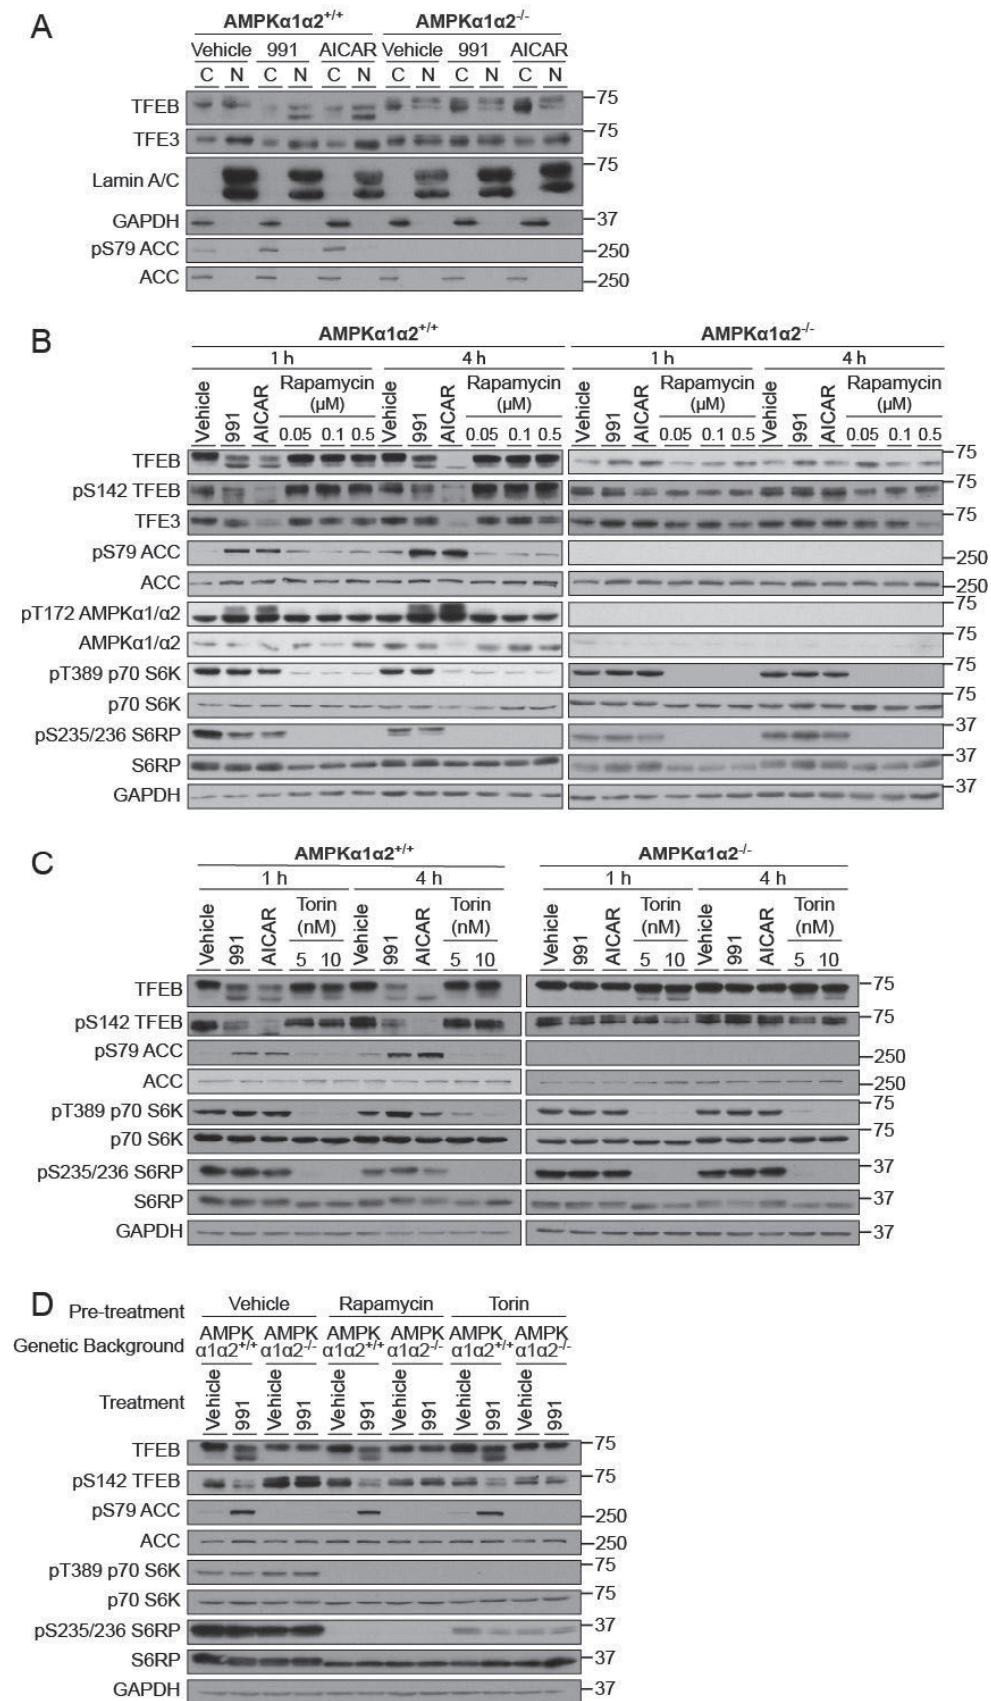 A
AMPKα1α2+/+ AMPKα1α2-/-
Vehicle 991 AICAR Vehicle 991 AICAR
C N C N C N C N C N C N
TFEB 75
TFE3 75
Lamin A/C 75
GAPDH 37
pS79 ACC 250
ACC 250
B
AMPKα1α2+/+ AMPKα1α2-/-
1 h 4 h 1 h 4 h
Vehicle 991 AICAR Rapamycin (µM) Vehicle 991 AICAR Rapamycin (µM) Vehicle 991 AICAR Rapamycin (µM) Vehicle 991 AICAR Rapamycin (µM)
0.05 0.1 0.5 0.05 0.1 0.5 0.05 0.1 0.5 0.05 0.1 0.5
TFEB 75
pS142 TFEB 75
TFE3 75
pS79 ACC 250
ACC 250
pT172 AMPKα1/α2 75
AMPKα1/α2 75
pT389 p70 S6K 75
p70 S6K 75
pS235/236 S6RP 37
S6RP 37
GAPDH 37
C
AMPKα1α2+/+ AMPKα1α2-/-
1 h 4 h 1 h 4 h
Vehicle 991 AICAR Torin (nM) Vehicle 991 AICAR Torin (nM) Vehicle 991 AICAR Torin (nM) Vehicle 991 AICAR Torin (nM)
5 10 5 10 5 10 5 10
TFEB 75
pS142 TFEB 75
pS79 ACC 250
ACC 250
pT389 p70 S6K 75
p70 S6K 75
pS235/236 S6RP 37
S6RP 37
GAPDH 37
D
Pre-treatment Vehicle Rapamycin Torin
Genetic Background AMPK α1α2+/+ AMPK α1α2-/- AMPK α1α2+/+ AMPK α1α2-/- AMPK α1α2+/+ AMPK α1α2-/-
Treatment Vehicle 991 Vehicle 991 Vehicle 991 Vehicle 991 Vehicle 991 Vehicle 991
TFEB 75
pS142 TFEB 75
pS79 ACC 250
ACC 250
pT389 p70 S6K 75
p70 S6K 75
pS235/236 S6RP 37
S6RP 37
GAPDH 37